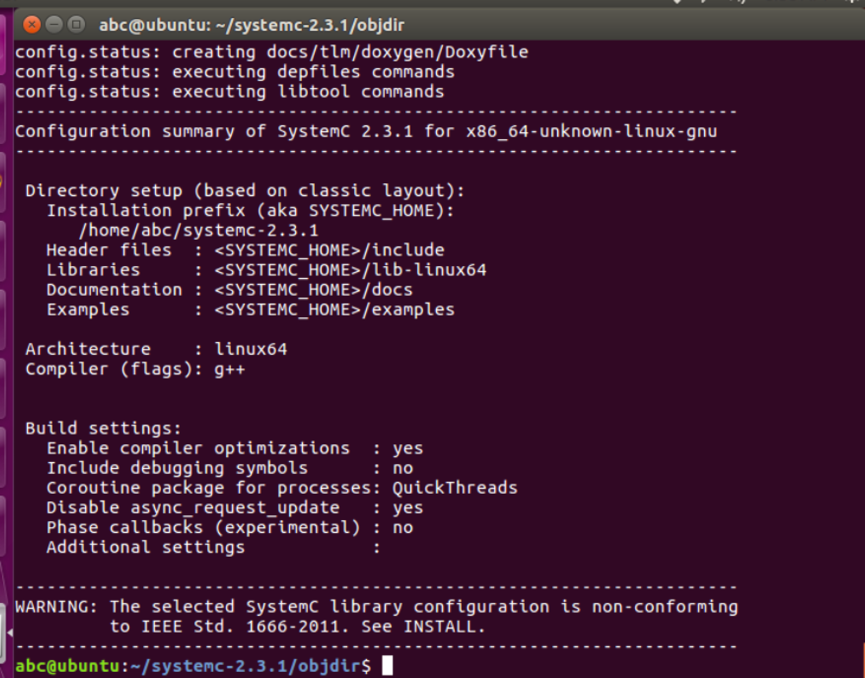 abc@ubuntu: ~/systemc-2.3.1/objdir
config.status: creating docs/tlm/doxygen/Doxyfile
config.status: executing depfiles commands
config.status: executing libtool commands
----------------------------------------------------------------------
Configuration summary of SystemC 2.3.1 for x86_64-unknown-linux-gnu
----------------------------------------------------------------------
Directory setup (based on classic layout):
Installation prefix (aka SYSTEMC_HOME):
/home/abc/systemc-2.3.1
Header files  : <SYSTEMC_HOME>/include
Libraries     : <SYSTEMC_HOME>/lib-linux64
Documentation : <SYSTEMC_HOME>/docs
Examples      : <SYSTEMC_HOME>/examples
Architecture    : linux64
Compiler (flags): g++
Build settings:
Enable compiler optimizations  : yes
Include debugging symbols      : no
Coroutine package for processes: QuickThreads
Disable async_request_update   : yes
Phase callbacks (experimental) : no
Additional settings            :
----------------------------------------------------------------------
WARNING: The selected SystemC library configuration is non-conforming
to IEEE Std. 1666-2011. See INSTALL.
----------------------------------------------------------------------
abc@ubuntu:~/systemc-2.3.1/objdir$